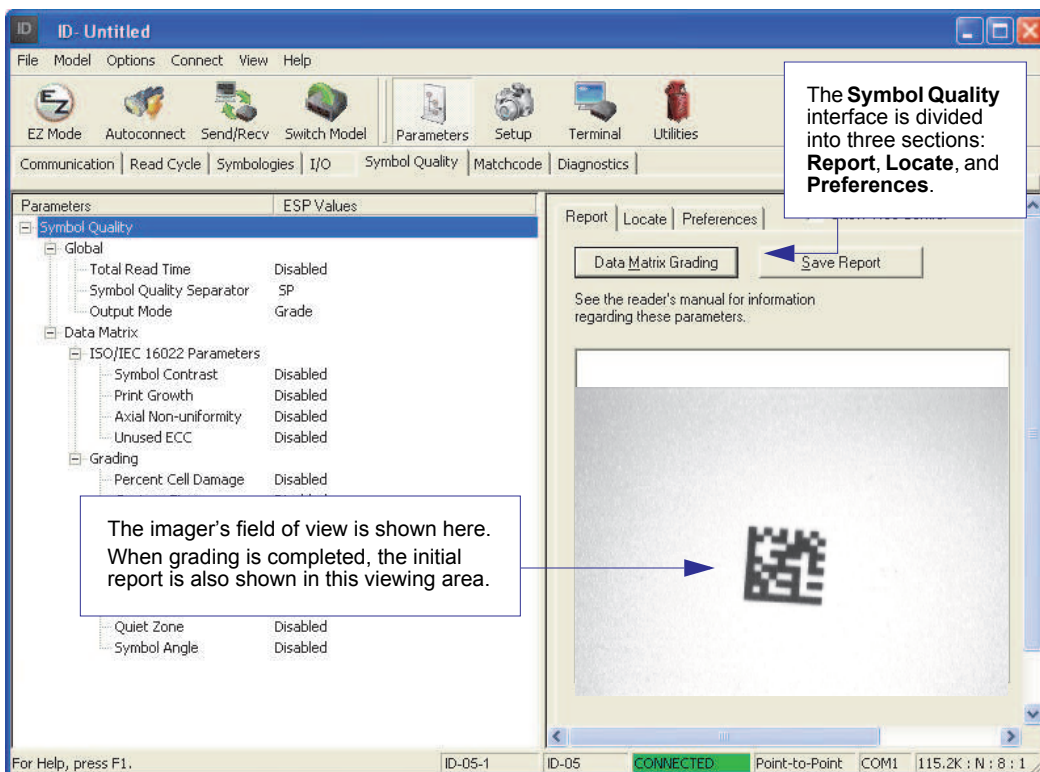 ID
ID- Untitled
File Model Options Connect View Help
EZ
EZ Mode Autoconnect Send/Recv Switch Model Parameters Setup Terminal Utilities
Communication Read Cycle Symbologies I/O Symbol Quality Matchcode Diagnostics
The Symbol Quality
interface is divided
into three sections:
Report, Locate, and
Preferences.
Parameters ESP Values
Symbol Quality
Global
Total Read Time Disabled
Symbol Quality Separator SP
Output Mode Grade
Data Matrix
ISO/IEC 16022 Parameters
Symbol Contrast Disabled
Print Growth Disabled
Axial Non-uniformity Disabled
Unused ECC Disabled
Grading
Percent Cell Damage Disabled
The imager's field of view is shown here.
When grading is completed, the initial
report is also shown in this viewing area.
Quiet Zone Disabled
Symbol Angle Disabled
Report Locate Preferences
Data Matrix Grading Save Report
See the reader's manual for information
regarding these parameters.
For Help, press F1. ID-05-1 ID-05 CONNECTED Point-to-Point COM1 115.2K : N : 8 : 1